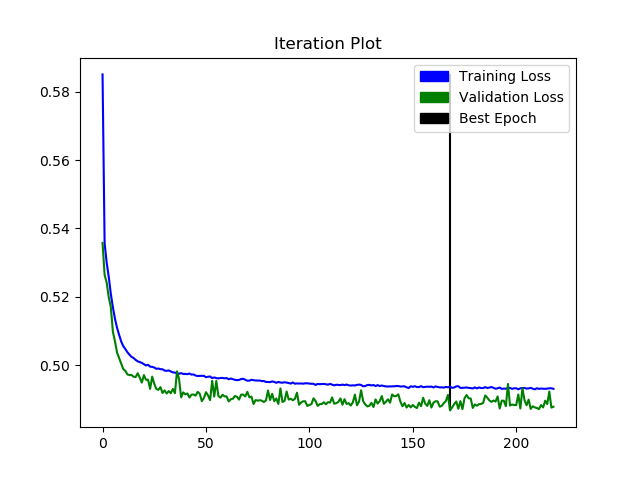 Iteration Plot
Training Loss
Validation Loss
Best Epoch
0.58
0.56
0.54
0.52
0.50
0 50 100 150 200